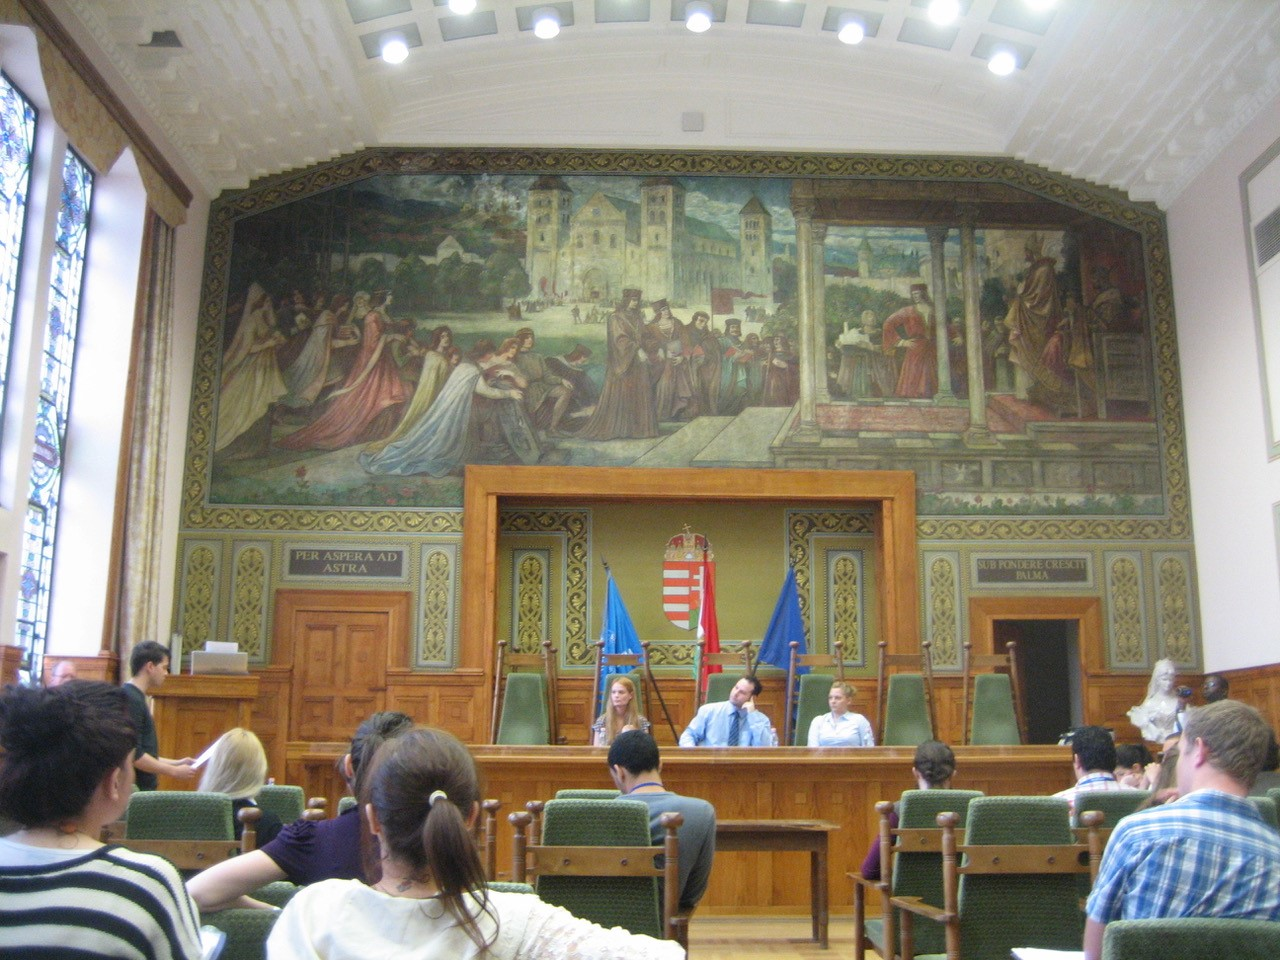 PER ASPERA AD
ASTRA
SUB PONDERE CRESCIT
PALMA